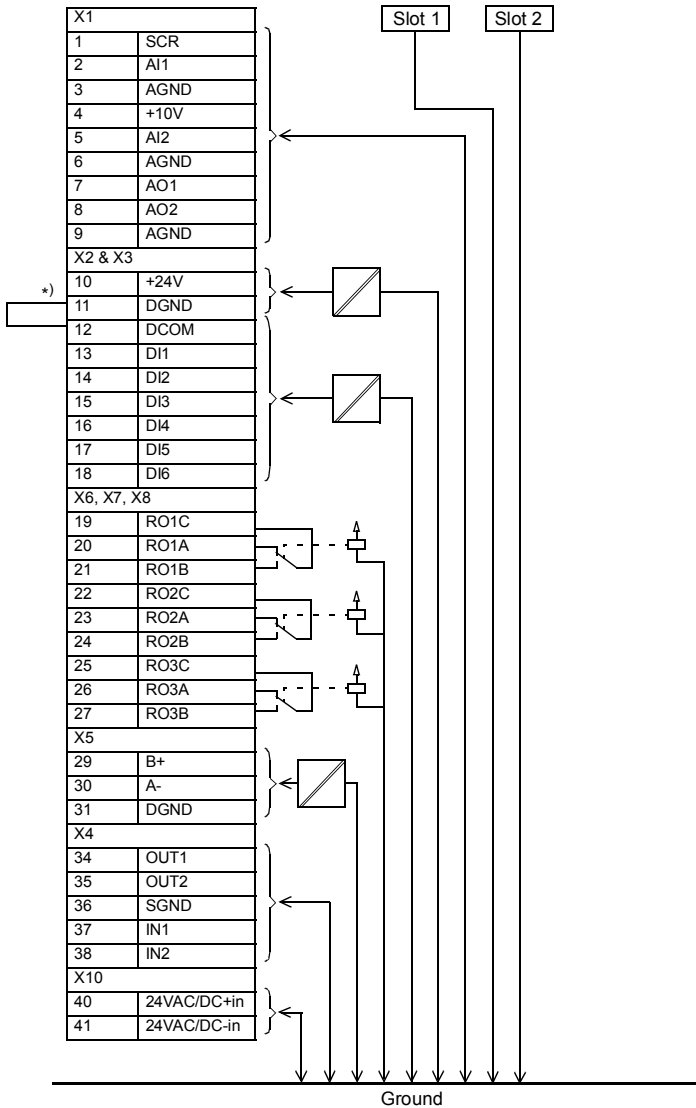 Slot 1 Slot 2
X1
1 SCR
2 AI1
3 AGND
4 +10V
5 AI2
6 AGND
7 AO1
8 AO2
9 AGND
X2 & X3
*)
10 +24V
11 DGND
12 DCOM
13 DI1
14 DI2
15 DI3
16 DI4
17 DI5
18 DI6
X6, X7, X8
19 RO1C
20 RO1A
21 RO1B
22 RO2C
23 RO2A
24 RO2B
25 RO3C
26 RO3A
27 RO3B
X5
29 B+
30 A-
31 DGND
X4
34 OUT1
35 OUT2
36 SGND
37 IN1
38 IN2
X10
40 24VAC/DC+in
41 24VAC/DC-in
Ground